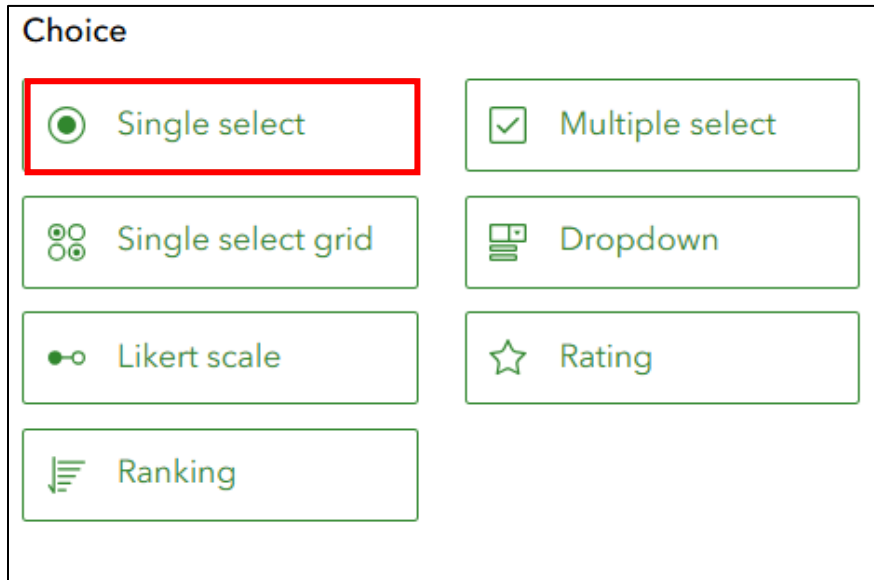 Choice
Single select
Multiple select
Single select grid
Dropdown
Likert scale
Rating
Ranking